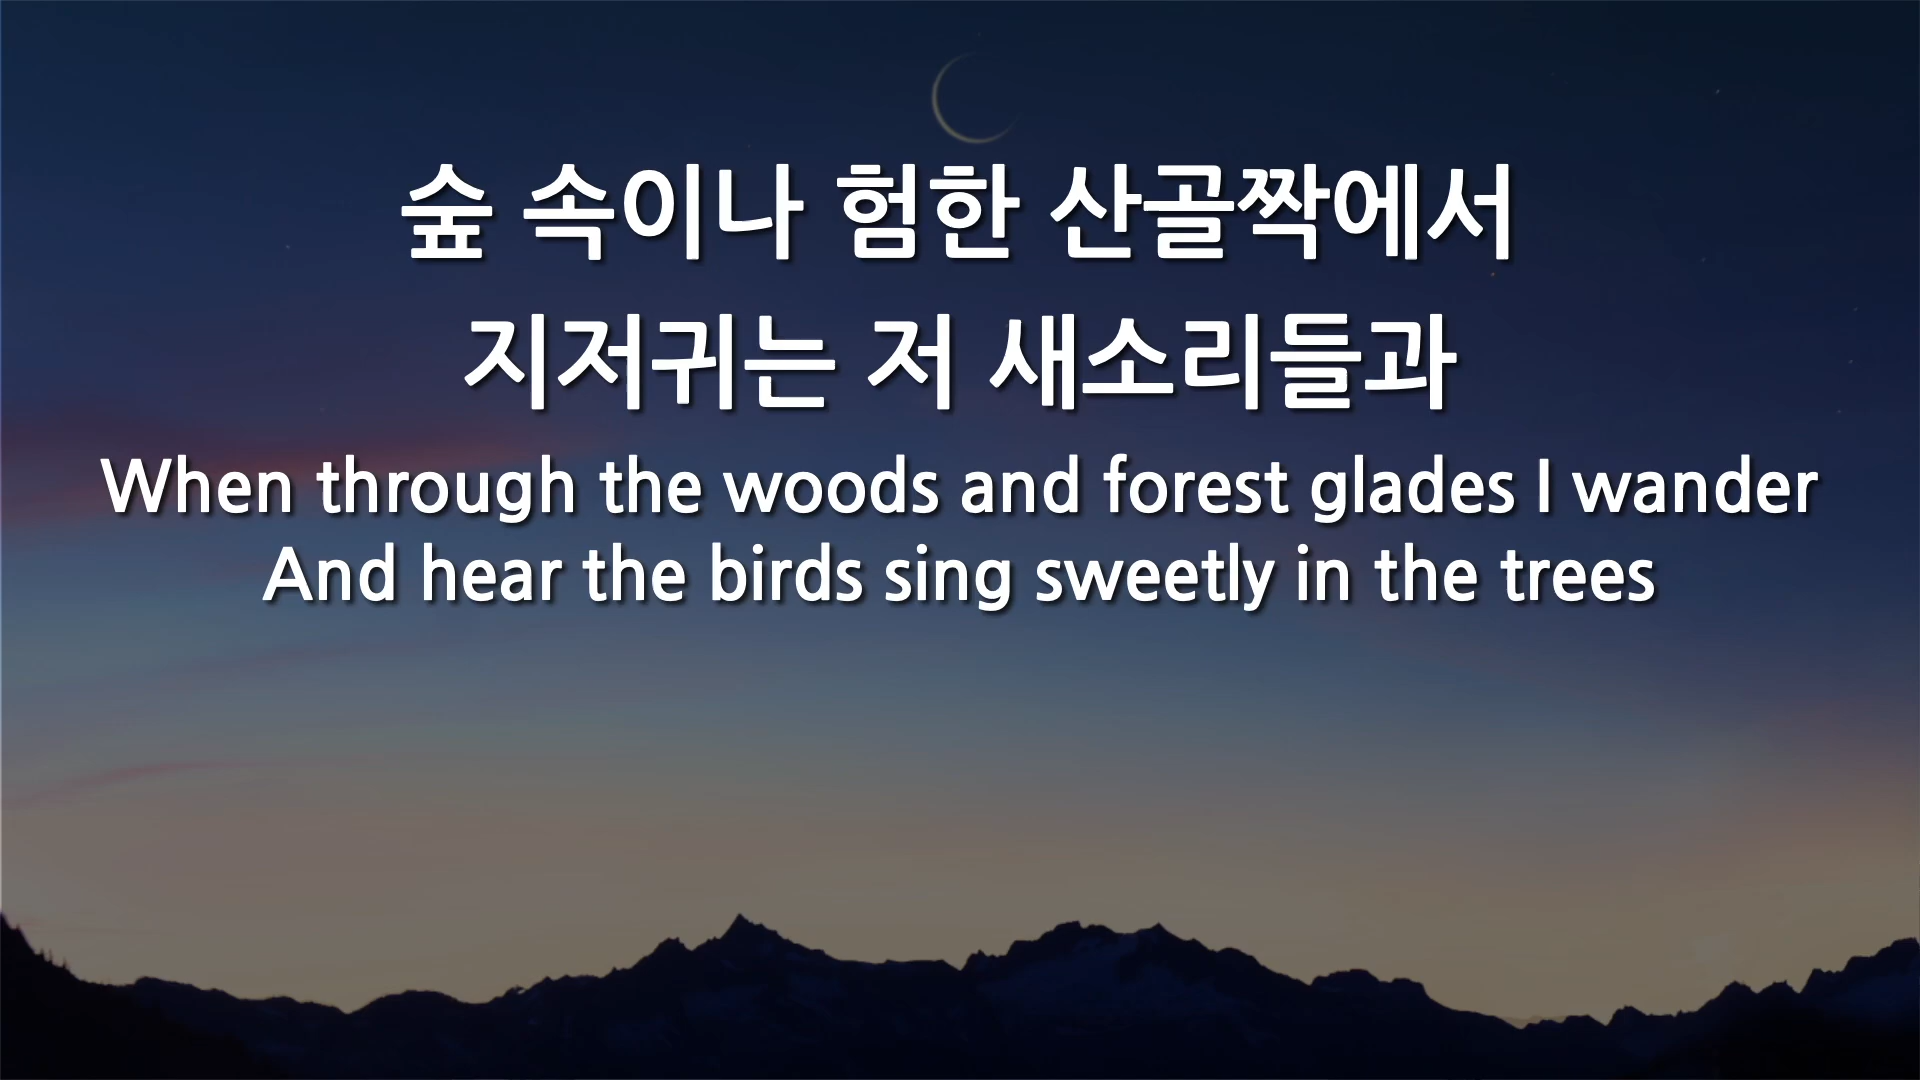 숲 속이나 험한 산골짝에서
지저귀는 저 새소리들과
When through the woods and forest glades I wander
And hear the birds sing sweetly in the trees